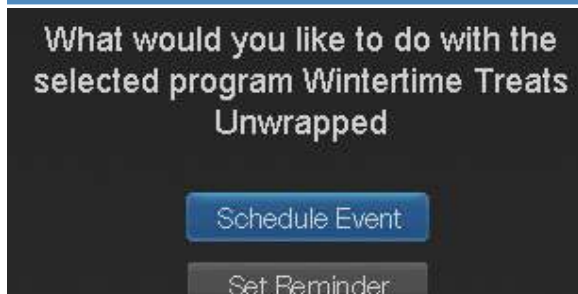 What would you like to do with the
selected program Wintertime Treats
Unwrapped
Schedule Event
Set Reminder